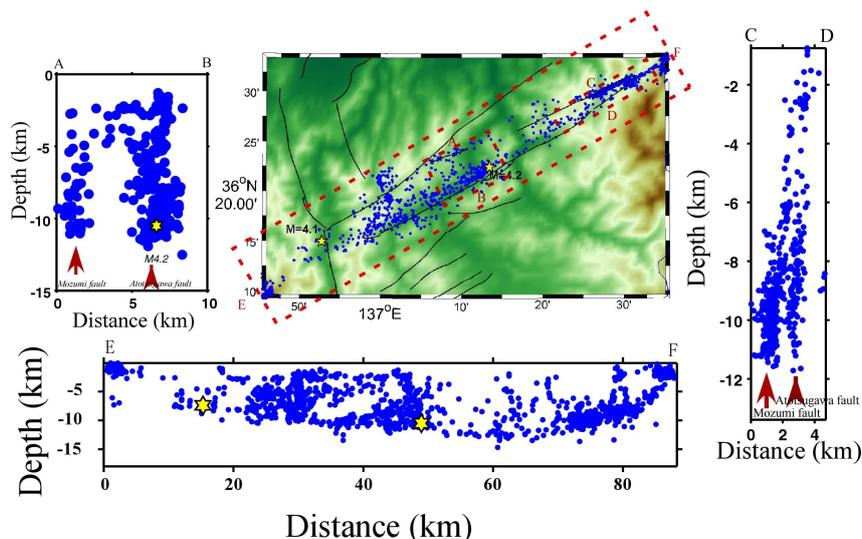 A B
0
-5
-10
-15
Depth (km)
M4.2
Mozumi fault
Atotsugawa fault
0 5 10
Distance (km)
30'
25'
36°N
20.00'
15'
10'
50'
137°E
10'
20'
30'
A
B
C
D
E
F
M=4.2
M=4.1
C D
-2
-4
-6
-8
-10
-12
Depth (km)
Atotsugawa fault
Mozumi fault
0 2 4
Distance (km)
E F
-5
-10
-15
Depth (km)
0 20 40 60 80
Distance (km)